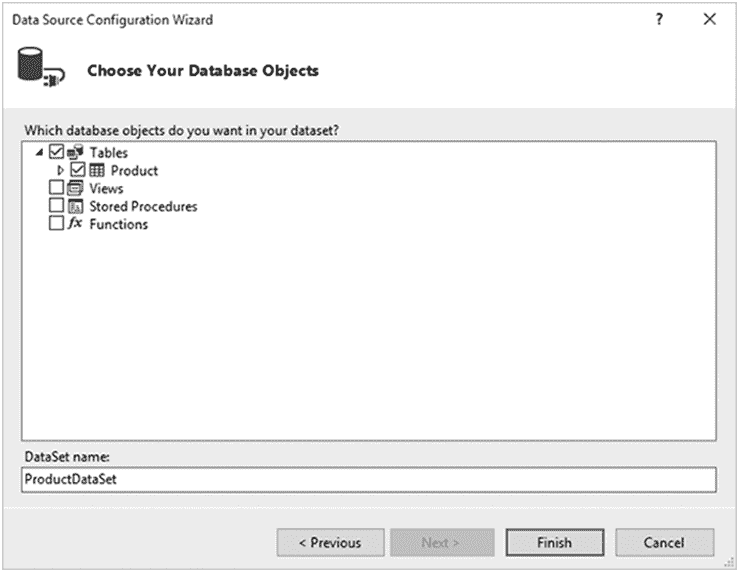 Data Source Configuration Wizard ?
Choose Your Database Objects
Which database objects do you want in your dataset?
Tables
Product
Views
Stored Procedures
fx Functions
DataSet name:
ProductDataSet
< Previous Next > Finish Cancel